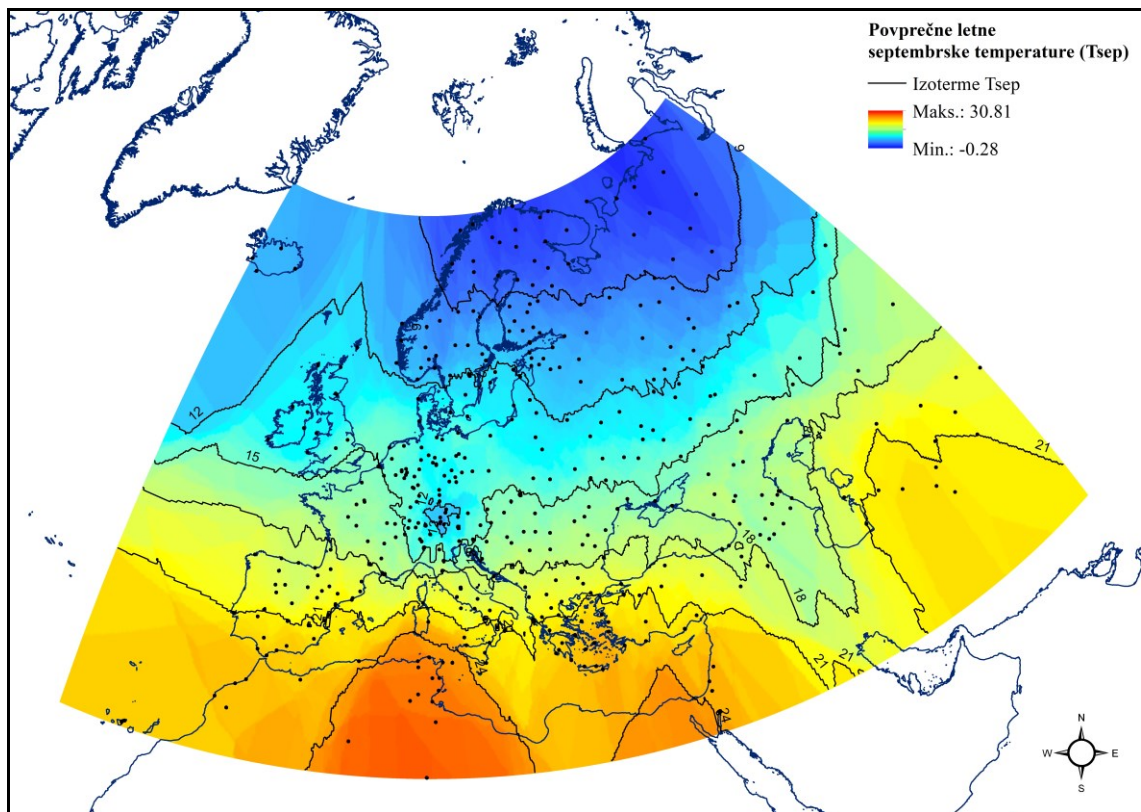 Povprečne letne
septembrske temperature (Tsep)
Izoterme Tsep
Maks.: 30.81
Min.: -0.28
9
12
15
21
18
18
21
21
24
N
W E
S